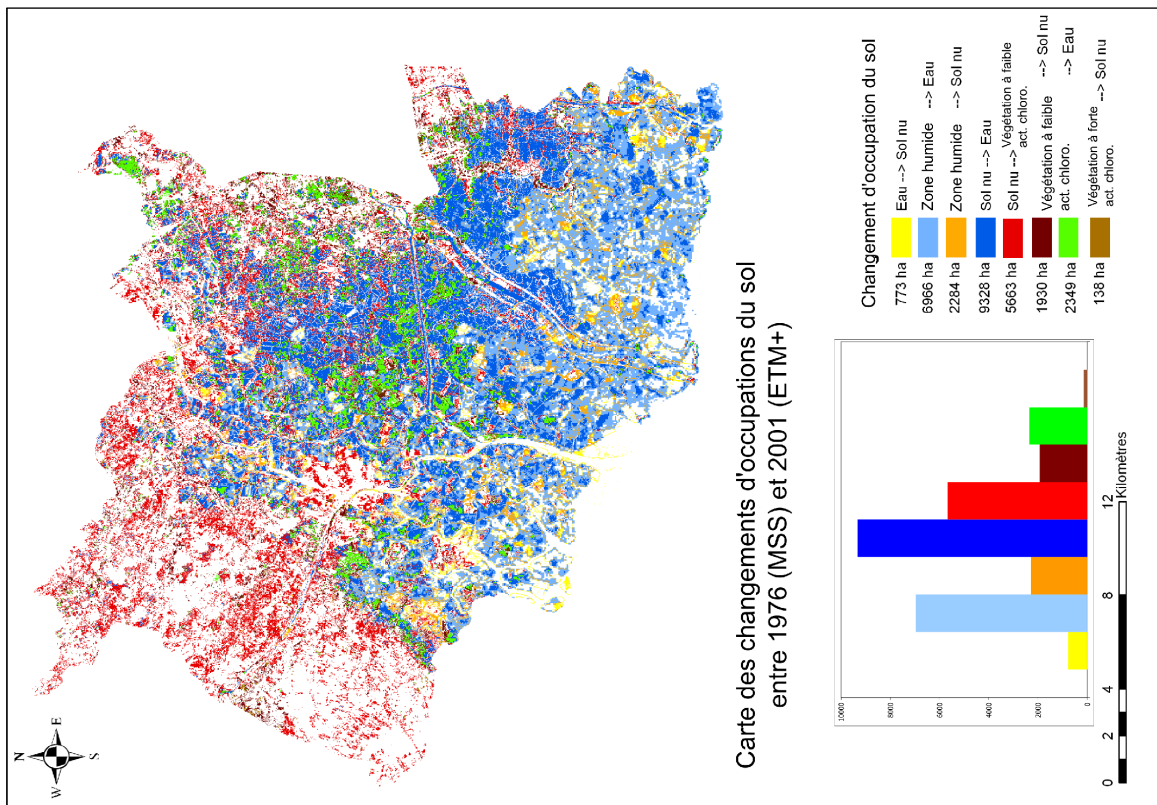 N
W
E
S
Carte des changements d'occupations du sol
entre 1976 (MSS) et 2001 (ETM+)
Changement d'occupation du sol
773 ha Eau --> Sol nu
6966 ha Zone humide --> Eau
2284 ha Zone humide --> Sol nu
9328 ha Sol nu --> Eau
5663 ha Sol nu --> Végétation à faible
act. chloro.
1930 ha Végétation à faible --> Sol nu
2349 ha act. chloro. --> Eau
138 ha Végétation à forte --> Sol nu
act. chloro.
10000
8000
6000
4000
2000
0
0 2 4 8 12
Kilomètres